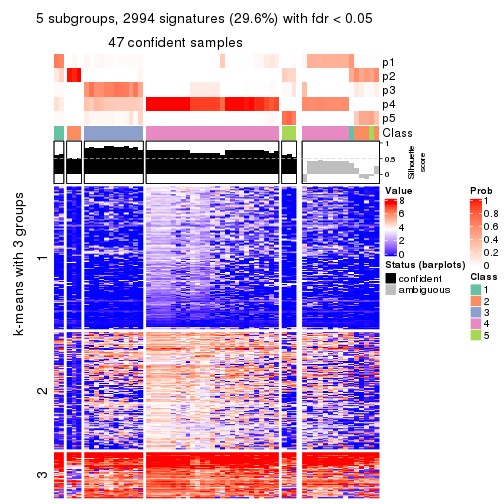 5 subgroups, 2994 signatures (29.6%) with fdr < 0.05
47 confident samples
p1
p2
p3
p4
p5
Class
1
0.5
0
Silhouette
score
k-means with 3 groups
1
2
3
Value
8
6
4
2
0
Status (barplots)
confident
ambiguous
Prob
1
0.8
0.6
0.4
0.2
0
Class
1
2
3
4
5